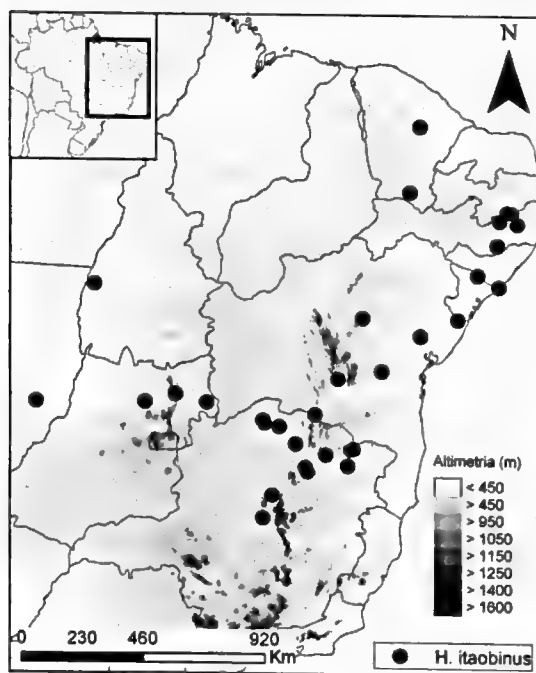 N
Altimetria (m)
< 450
> 450
> 950
> 1050
> 1150
> 1250
> 1400
> 1600
0 230 460 920
Km
H. itaobinus